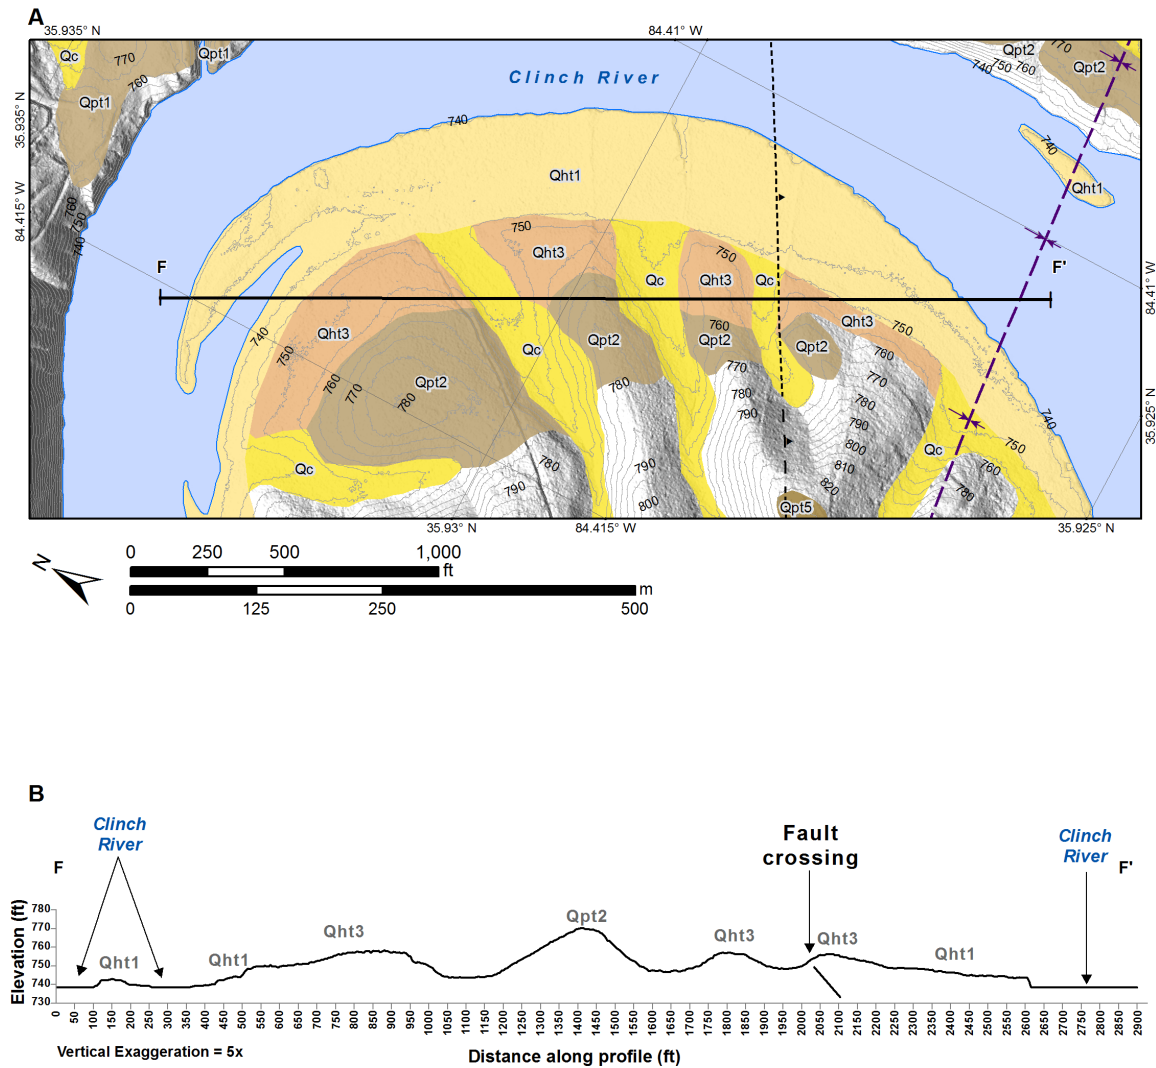 A
35.935° N
84.41° W
Qc
770
Qpt1
Qpt2
770
760
740
750
760
Qpt2
Clinch River
Qpt1
35.935° N
740
740
Qht1
Qht1
84.415° W
760
750
740
750
Qht3
750
F
Qc
Qht3
Qc
F'
84.41° W
740
Qht3
760
Qht3
750
750
Qc
Qpt2
Qpt2
Qpt2
760
760
770
Qpt2
780
770
770
780
780
780
790
790
740
800
750
35.925° N
Qc
780
790
810
Qc
760
790
800
820
780
Qpt5
35.93° N
84.415° W
35.925° N
N
0 250 500 1,000
ft
m
0 125 250 500
B
Clinch
River
Fault
crossing
Clinch
River
F
F'
Elevation (ft)
780
770
760
750
740
730
Qht1
Qht1
Qht3
Qpt2
Qht3
Qht3
Qht1
0 50 100 150 200 250 300 350 400 450 500 550 600 650 700 750 800 850 900 950 1000 1050 1100 1150 1200 1250 1300 1350 1400 1450 1500 1550 1600 1650 1700 1750 1800 1850 1900 1950 2000 2050 2100 2150 2200 2250 2300 2350 2400 2450 2500 2550 2600 2650 2700 2750 2800 2850 2900
Vertical Exaggeration = 5x
Distance along profile (ft)